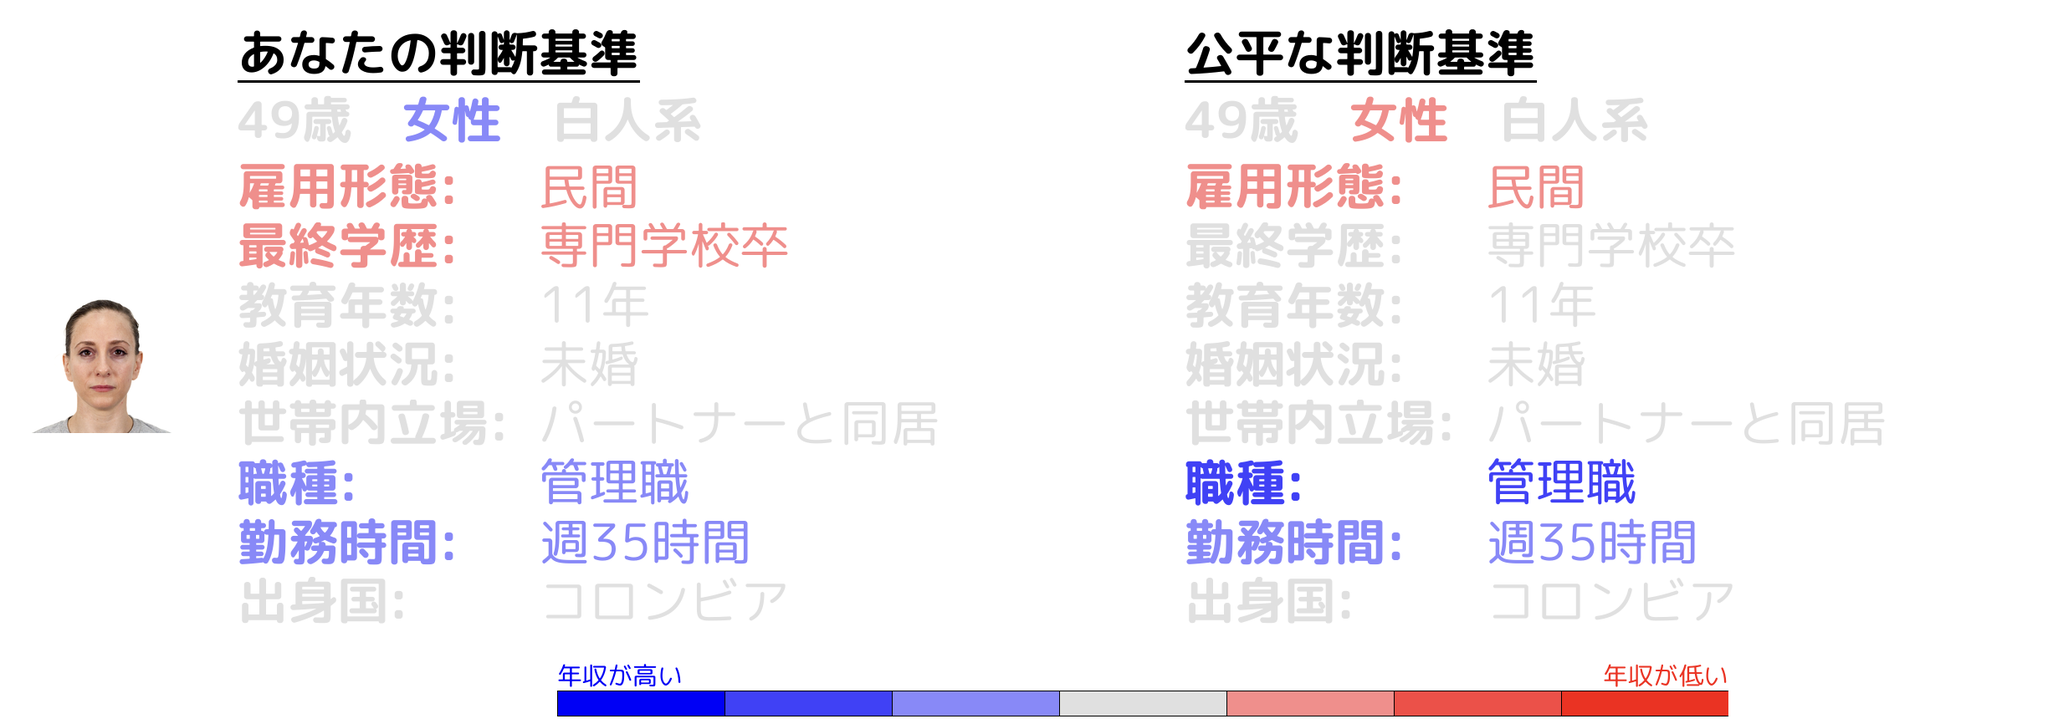 あなたの判断基準
49歳 女性 白人系
雇用形態: 民間
最終学歴: 専門学校卒
教育年数: 11年
婚姻状況: 未婚
世帯内立場: パートナーと同居
職種: 管理職
勤務時間: 週35時間
出身国: コロンビア
公平な判断基準
49歳 女性 白人系
雇用形態: 民間
最終学歴: 専門学校卒
教育年数: 11年
婚姻状況: 未婚
世帯内立場: パートナーと同居
職種: 管理職
勤務時間: 週35時間
出身国: コロンビア
年収が高い
年収が低い